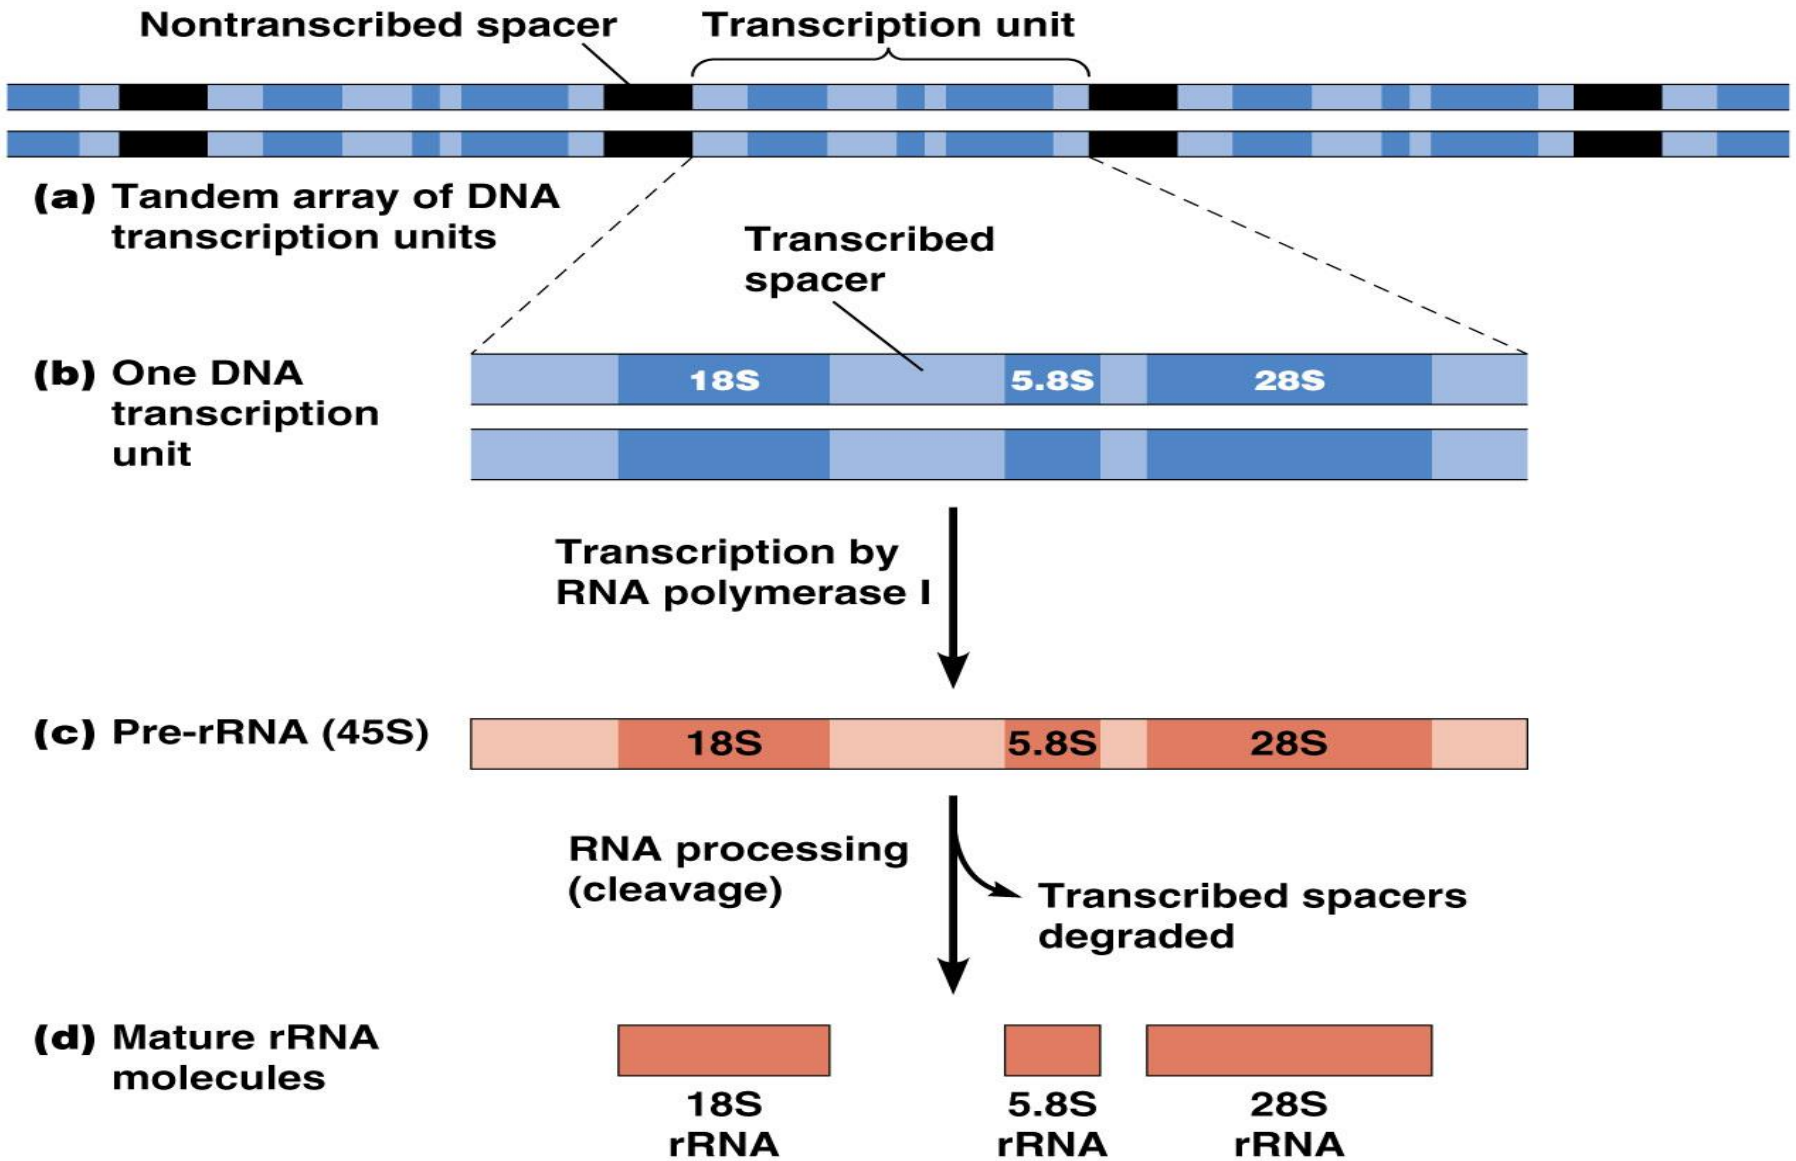 Nontranscribed spacer
Transcription unit
(a) Tandem array of DNA
transcription units
Transcribed
spacer
(b) One DNA
transcription
unit
18S
5.8S
28S
Transcription by
RNA polymerase I
(c) Pre-rRNA (45S)
18S
5.8S
28S
RNA processing
(cleavage)
Transcribed spacers
degraded
(d) Mature rRNA
molecules
18S
rRNA
5.8S
rRNA
28S
rRNA